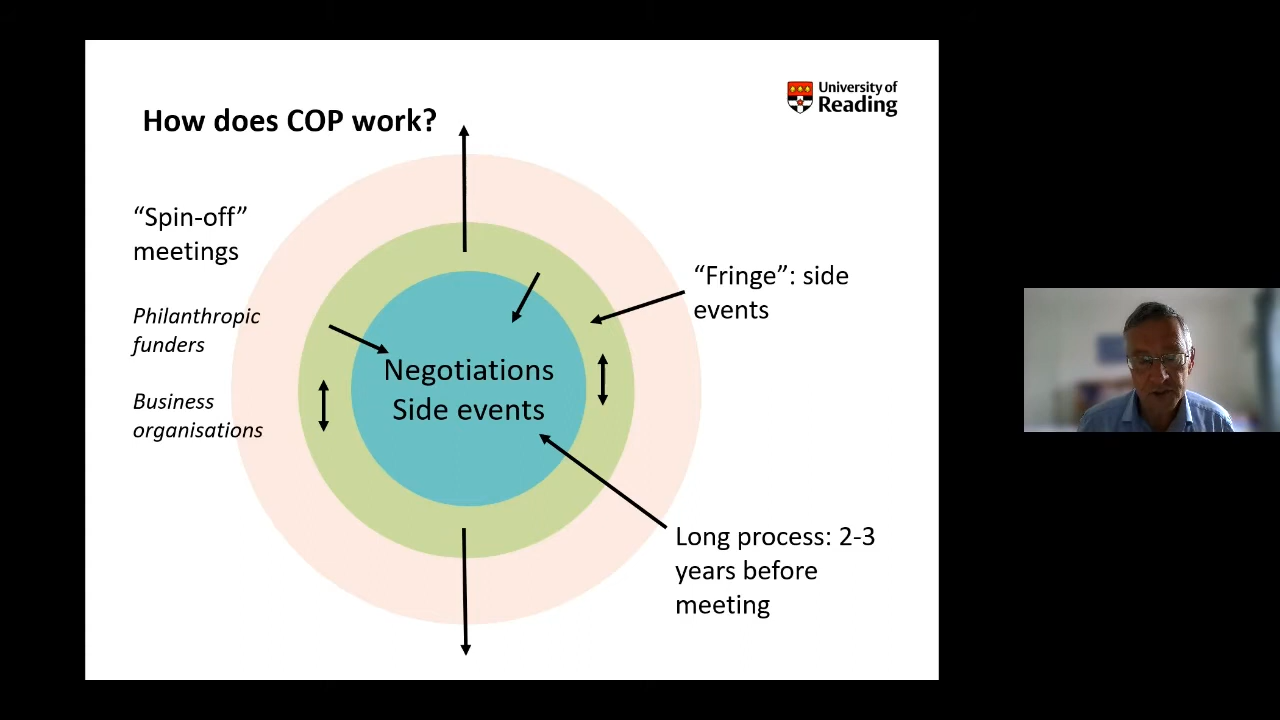 How does COP work?
University of
Reading
“Spin-off”
meetings
Philanthropic
funders
Business
organisations
Negotiations
Side events
“Fringe”: side
events
Long process: 2-3
years before
meeting